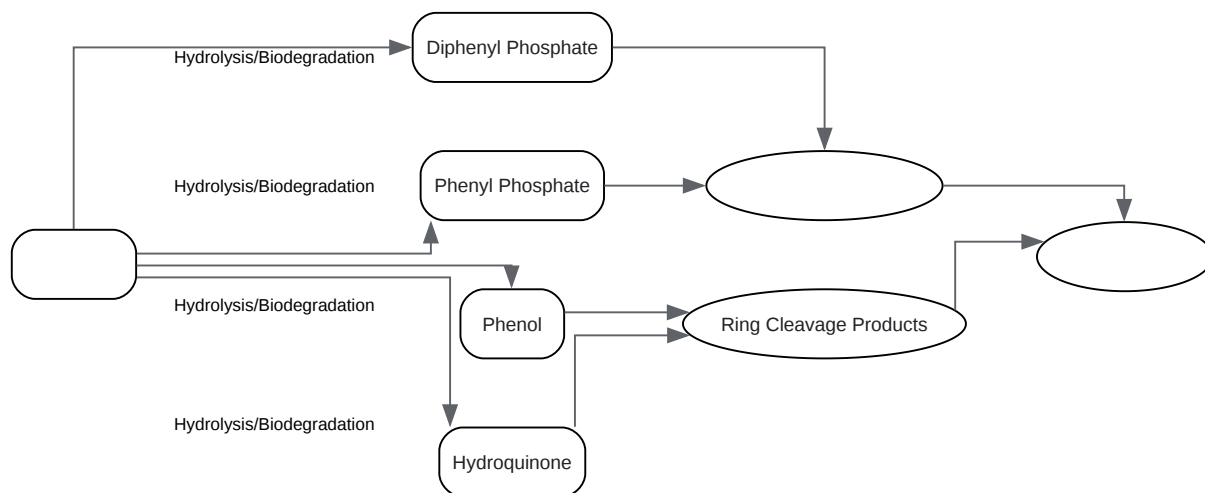 Hydrolysis/Biodegradation
Diphenyl Phosphate
Hydrolysis/Biodegradation
Phenyl Phosphate
Hydrolysis/Biodegradation
Phenol
Ring Cleavage Products
Hydrolysis/Biodegradation
Hydroquinone